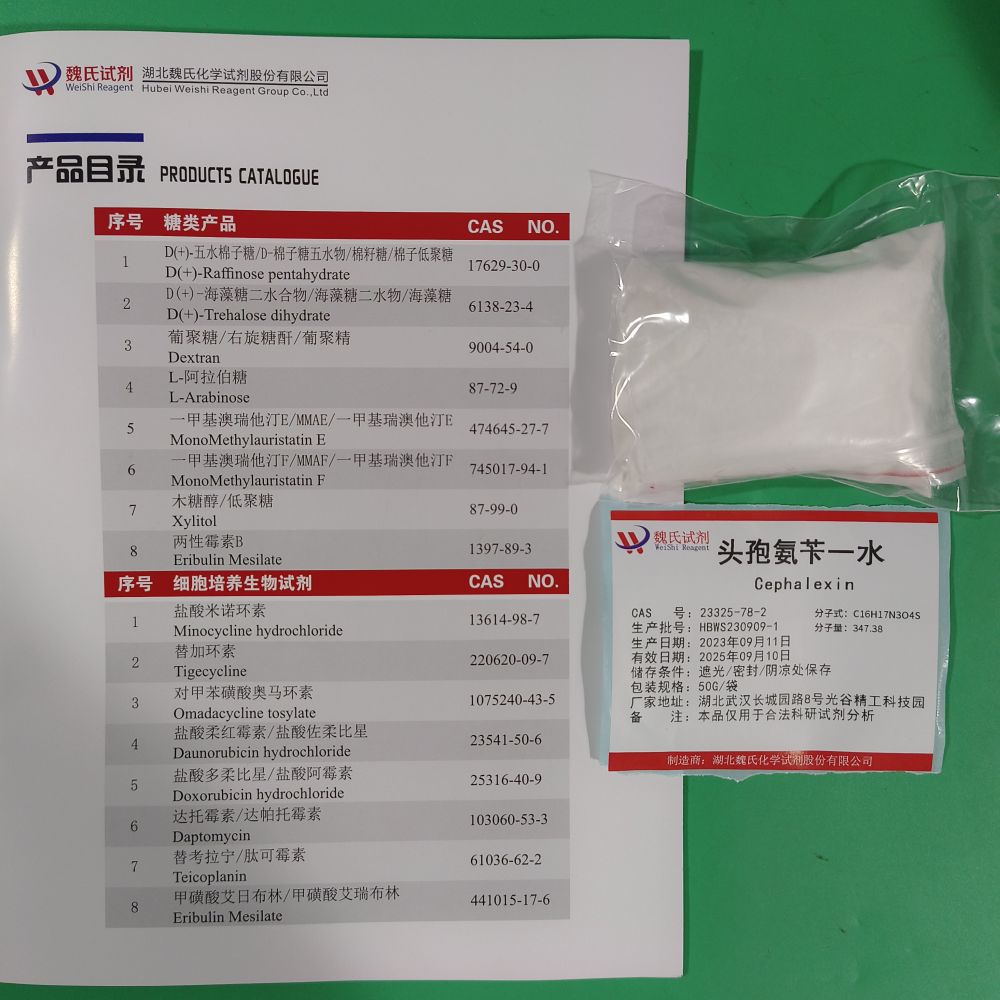 魏氏试剂 湖北魏氏化学试剂股份有限公司
WeiShi Reagent Hubei Weishi Reagent Group Co.,Ltd
产品目录 PRODUCTS CATALOGUE
序号 糖类产品 CAS NO.
1 D(+)-五水棉子糖/D-棉子糖五水物/棉籽糖/棉子低聚糖 17629-30-0
D(+)-Raffinose pentahydrate
2 D(+)-海藻糖二水合物/海藻糖二水物/海藻糖 6138-23-4
D(+)-Trehalose dihydrate
3 葡聚糖/右旋糖酐/葡聚精 9004-54-0
Dextran
4 L-阿拉伯糖 87-72-9
L-Arabinose
5 一甲基澳瑞他汀E/MMAE/一甲基瑞澳他汀E 474645-27-7
MonoMethylauristatin E
6 一甲基澳瑞他汀F/MMAF/一甲基瑞澳他汀F 745017-94-1
MonoMethylauristatin F
7 木糖醇/低聚糖 87-99-0
Xylitol
8 两性霉素B 1397-89-3
Eribulin Mesilate
序号 细胞培养生物试剂 CAS NO.
1 盐酸米诺环素 13614-98-7
Minocycline hydrochloride
2 替加环素 220620-09-7
Tigecycline
3 对甲苯磺酸奥马环素 1075240-43-5
Omadacycline tosylate
4 盐酸柔红霉素/盐酸佐柔比星 23541-50-6
Daunorubicin hydrochloride
5 盐酸多柔比星/盐酸阿霉素 25316-40-9
Doxorubicin hydrochloride
6 达托霉素/达帕托霉素 103060-53-3
Daptomycin
7 替考拉宁/肽可霉素 61036-62-2
Teicoplanin
8 甲磺酸艾日布林/甲磺酸艾瑞布林 441015-17-6
Eribulin Mesilate
魏氏试剂
WeiShi Reagent
头孢氨苄一水
Cephalexin
CAS 号：23325-78-2 分子式：C16H17N3O4S
生产批号：HBWS230909-1 分子量：347.38
生产日期：2023年09月11日
有效日期：2025年09月10日
储存条件：遮光/密封/阴凉处保存
包装规格：50G/袋
厂家地址：湖北武汉长城园路8号光谷精工科技园
备 注：本品仅用于合法科研试剂分析
制造商：湖北魏氏化学试剂股份有限公司